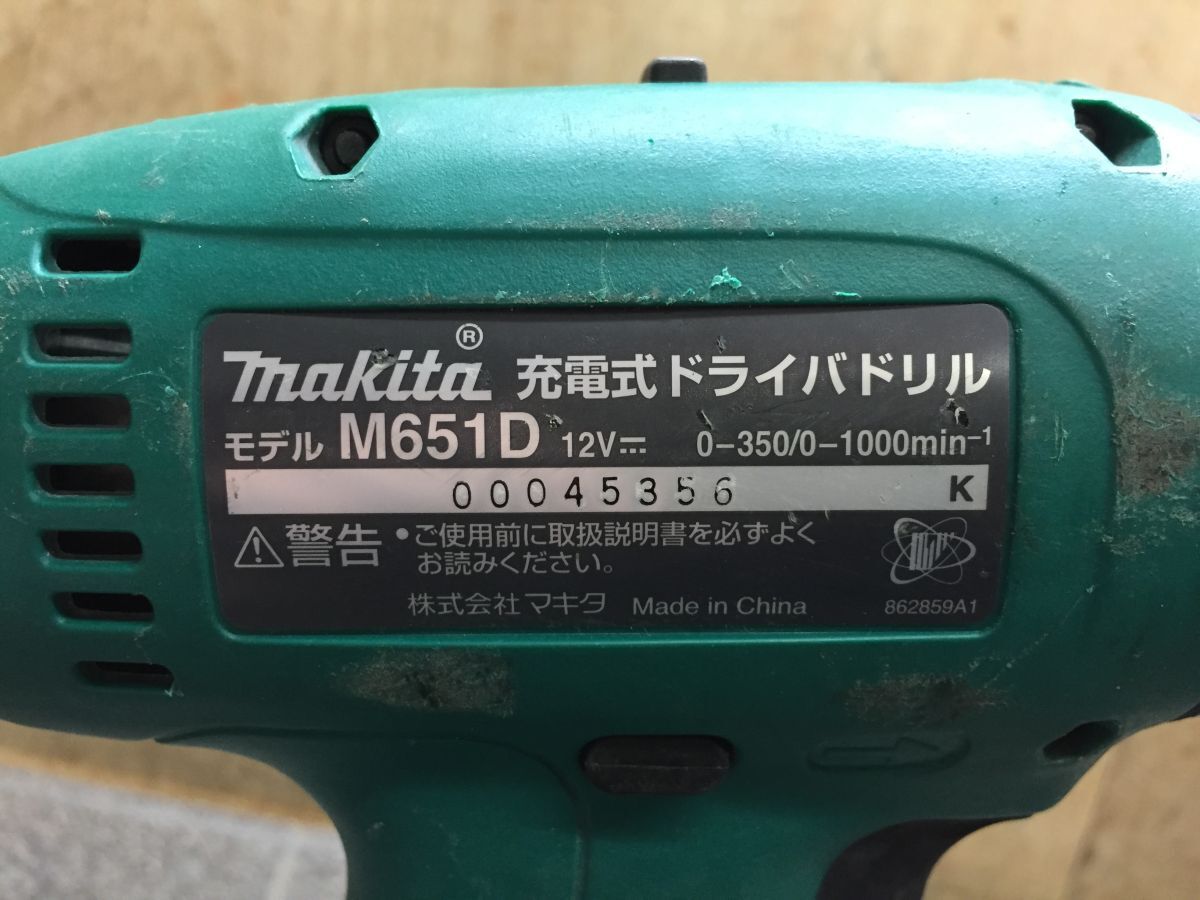 makita® 充電式ドライバドリル
モデル M651D 12V⎓ 0-350/0-1000min⁻¹
00045356 K
⚠警告 •ご使用前に取扱説明書を必ずよく
お読みください。
株式会社マキタ Made in China 862859A1